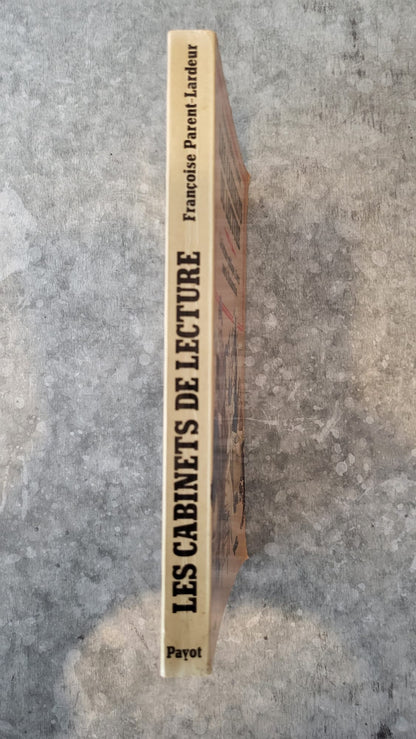 Françoise Parent-Lardeur
LES CABINETS DE LECTURE
Payot